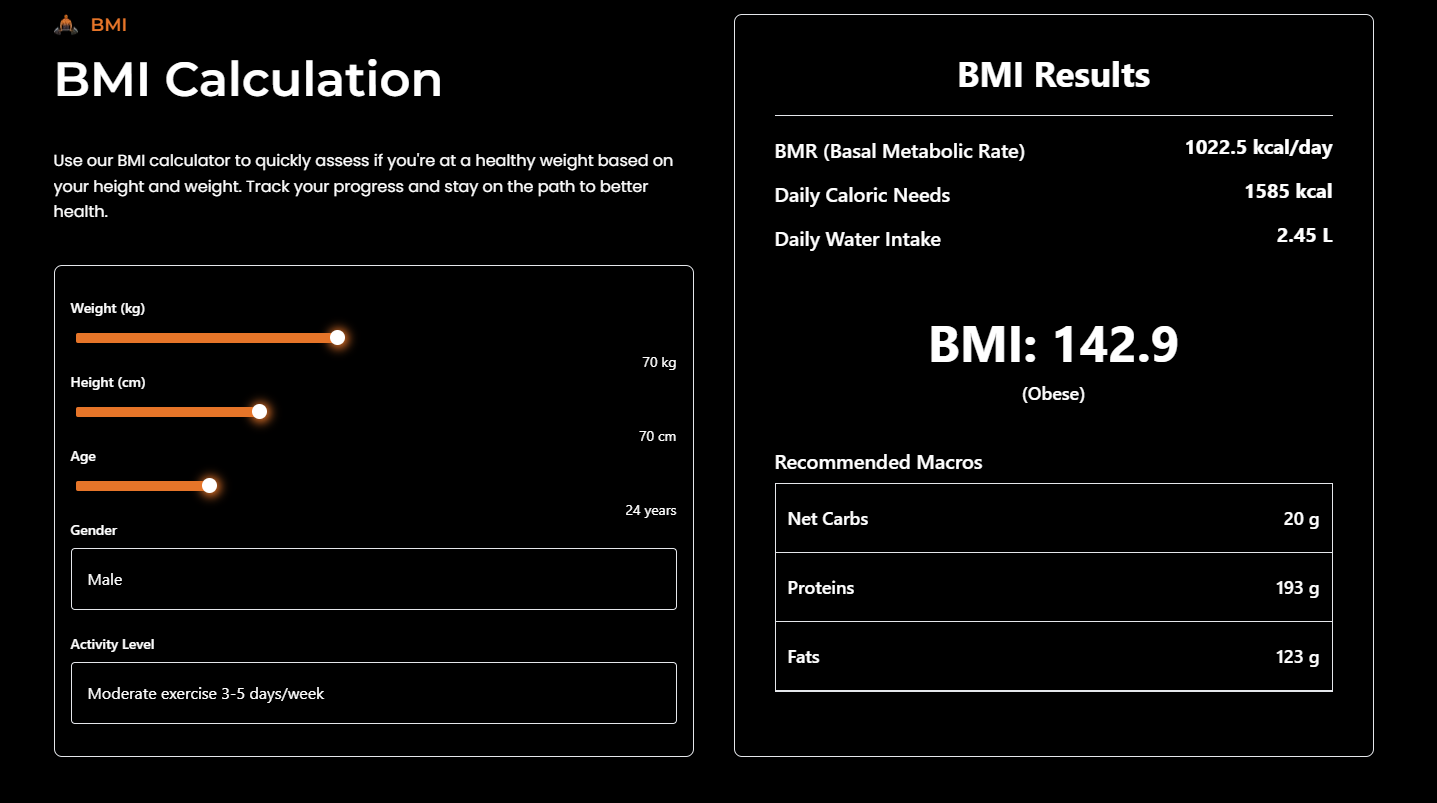 BMI
BMI Calculation
Use our BMI calculator to quickly assess if you're at a healthy weight based on
your height and weight. Track your progress and stay on the path to better
health.
Weight (kg)
70 kg
Height (cm)
70 cm
Age
24 years
Gender
Male
Activity Level
Moderate exercise 3-5 days/week
BMI Results
BMR (Basal Metabolic Rate) 1022.5 kcal/day
Daily Caloric Needs 1585 kcal
Daily Water Intake 2.45 L
BMI: 142.9
(Obese)
Recommended Macros
Net Carbs 20 g
Proteins 193 g
Fats 123 g